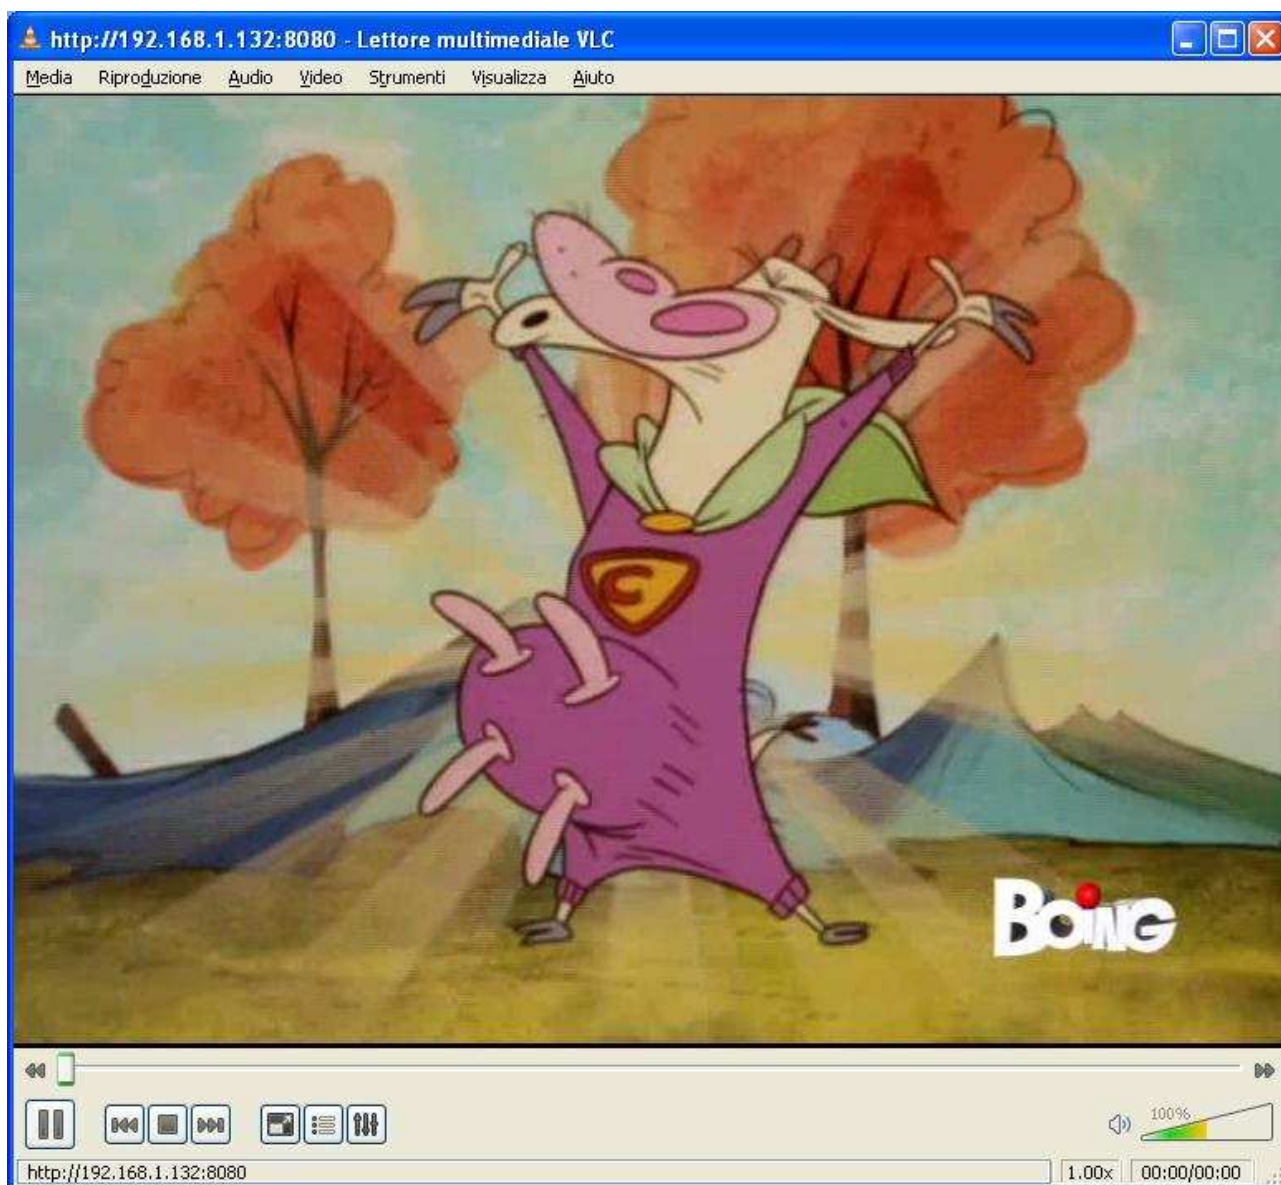 http://192.168.1.132:8080 - Lettore multimediale VLC
Media Riproduzione Audio Video Strumenti Visualizza Aiuto
C
BOING
100%
http://192.168.1.132:8080 1.00x 00:00/00:00